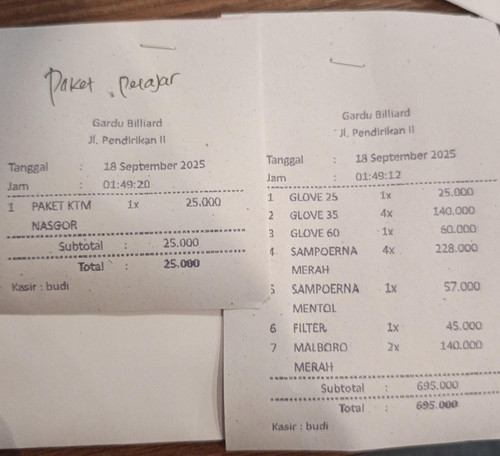 Paket Pelajar
Gardu Billiard
Jl. Pendirikan II
Tanggal : 18 September 2025
Jam : 01:49:20
1 PAKET KTM 1x 25.000
NASGOR
Subtotal : 25.000
Total : 25.000
Kasir : budi
Gardu Billiard
Jl. Pendirikan II
Tanggal : 18 September 2025
Jam : 01:49:12
1 GLOVE 25 1x 25.000
2 GLOVE 35 4x 140.000
3 GLOVE 60 1x 60.000
4 SAMPOERNA 4x 228.000
MERAH
5 SAMPOERNA 1x 57.000
MENTOL
6 FILTER 1x 45.000
7 MALBORO 2x 140.000
MERAH
Subtotal : 695.000
Total : 695.000
Kasir : budi